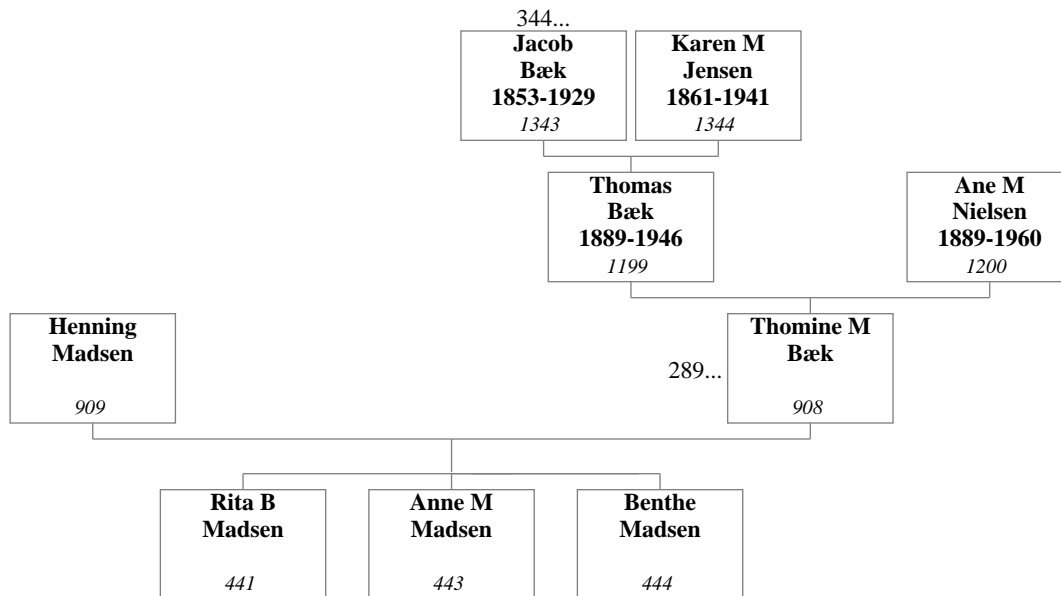 344...
Jacob
Bæk
1853-1929
1343
Karen M
Jensen
1861-1941
1344
Thomas
Bæk
1889-1946
1199
Ane M
Nielsen
1889-1960
1200
Henning
Madsen
909
289...
Thomine M
Bæk
908
Rita B
Madsen
441
Anne M
Madsen
443
Benthe
Madsen
444